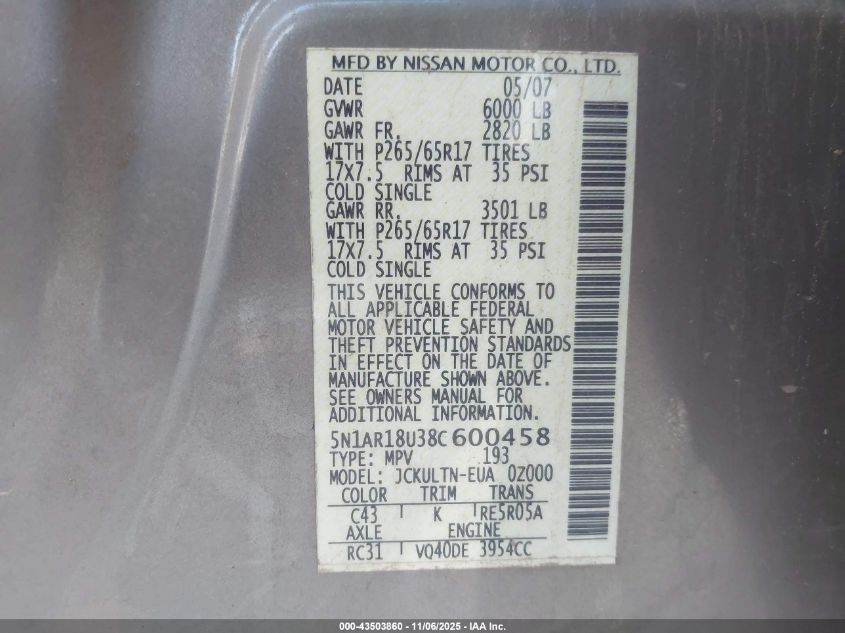 MFD BY NISSAN MOTOR CO., LTD.
DATE 05/07
GVWR 6000 LB
GAWR FR. 2820 LB
WITH P265/65R17 TIRES
17X7.5 RIMS AT 35 PSI
COLD SINGLE
GAWR RR. 3501 LB
WITH P265/65R17 TIRES
17X7.5 RIMS AT 35 PSI
COLD SINGLE
THIS VEHICLE CONFORMS TO
ALL APPLICABLE FEDERAL
MOTOR VEHICLE SAFETY AND
THEFT PREVENTION STANDARDS
IN EFFECT ON THE DATE OF
MANUFACTURE SHOWN ABOVE.
SEE OWNERS MANUAL FOR
ADDITIONAL INFORMATION.
5N1AR18U38C600458
TYPE: MPV 193
MODEL: JCKULTN-EUA 0Z000
COLOR TRIM TRANS
C43 K RE5R05A
AXLE ENGINE
RC31 VQ40DE 3954CC
000-43503860 - 11/06/2025 - IAA Inc.